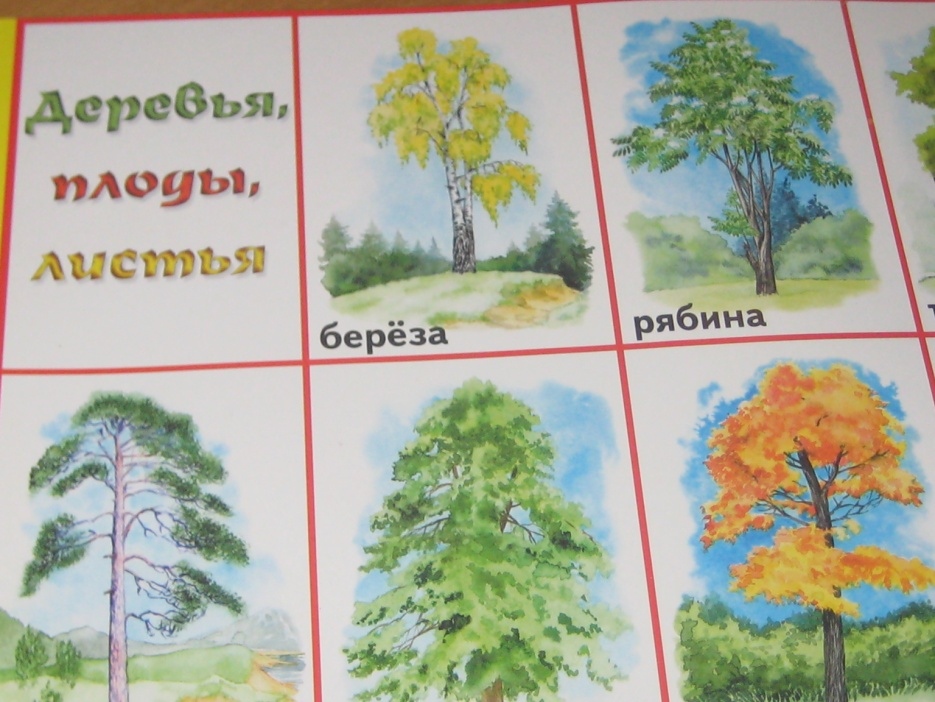 Деревья,
плоды,
листья
берёза
рябина